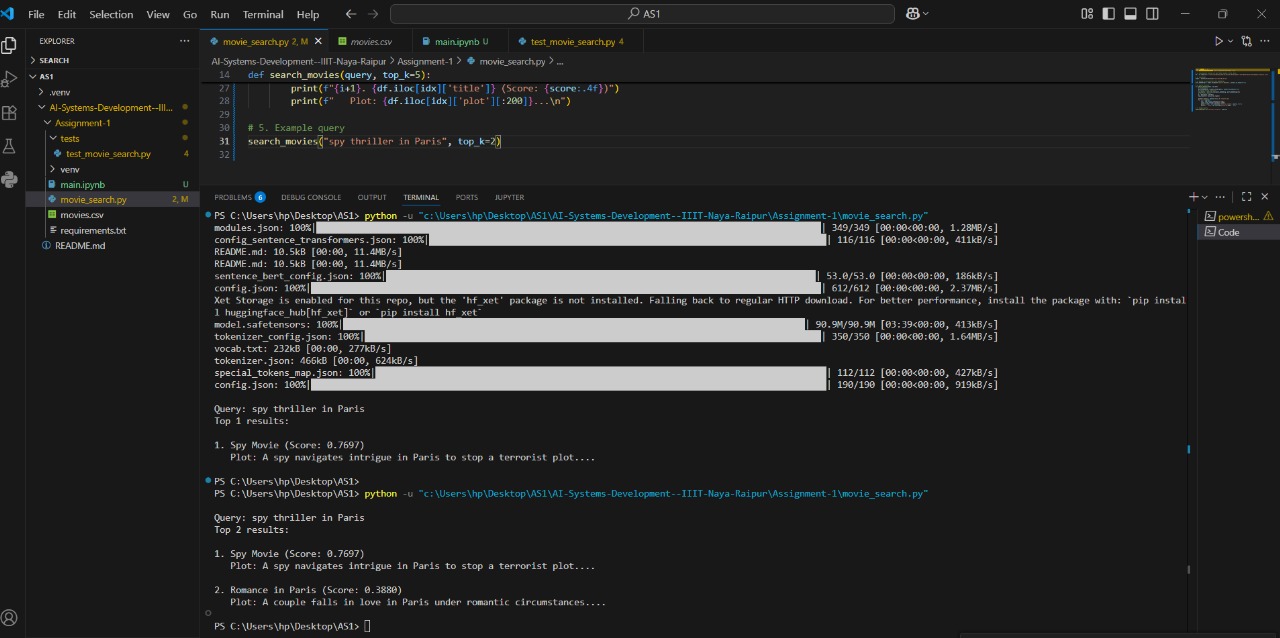 File Edit Selection View Go Run Terminal Help
AS1
EXPLORER
SEARCH
AS1
.venv
AI-Systems-Development--IIIT-Na...
Assignment-1
tests
test_movie_search.py 4
venv
main.ipynb U
movie_search.py 2, M
movies.csv
requirements.txt
README.md
movie_search.py 2, M
movies.csv
main.ipynb U
test_movie_search.py 4
AI-Systems-Development--IIIT-Naya-Raipur > Assignment-1 > movie_search.py > ...
14 def search_movies(query, top_k=5):
27 print(f"{i+1}. {df.iloc[idx]['title']} (Score: {score:.4f})")
28 print(f"   Plot: {df.iloc[idx]['plot'][:200]}...\n")
29
30 # 5. Example query
31 search_movies("spy thriller in Paris", top_k=2)
32
PROBLEMS 6 DEBUG CONSOLE OUTPUT TERMINAL PORTS JUPYTER
powersh...
Code
PS C:\Users\hp\Desktop\AS1> python -u "c:\Users\hp\Desktop\AS1\AI-Systems-Development--IIIT-Naya-Raipur\Assignment-1\movie_search.py"
modules.json: 100%| | 349/349 [00:00<00:00, 1.28MB/s]
config_sentence_transformers.json: 100%| | 116/116 [00:00<00:00, 411kB/s]
README.md: 10.5kB [00:00, 11.4MB/s]
README.md: 10.5kB [00:00, 11.4MB/s]
sentence_bert_config.json: 100%| | 53.0/53.0 [00:00<00:00, 186kB/s]
config.json: 100%| | 612/612 [00:00<00:00, 2.37MB/s]
Xet Storage is enabled for this repo, but the 'hf_xet' package is not installed. Falling back to regular HTTP download. For better performance, install the package with: `pip instal
l huggingface_hub[hf_xet]` or `pip install hf_xet`
model.safetensors: 100%| | 90.9M/90.9M [03:39<00:00, 413kB/s]
tokenizer_config.json: 100%| | 350/350 [00:00<00:00, 1.64MB/s]
vocab.txt: 232kB [00:00, 277kB/s]
tokenizer.json: 466kB [00:00, 624kB/s]
special_tokens_map.json: 100%| | 112/112 [00:00<00:00, 427kB/s]
config.json: 100%| | 190/190 [00:00<00:00, 919kB/s]
Query: spy thriller in Paris
Top 1 results:
1. Spy Movie (Score: 0.7697)
Plot: A spy navigates intrigue in Paris to stop a terrorist plot....
PS C:\Users\hp\Desktop\AS1>
PS C:\Users\hp\Desktop\AS1> python -u "c:\Users\hp\Desktop\AS1\AI-Systems-Development--IIIT-Naya-Raipur\Assignment-1\movie_search.py"
Query: spy thriller in Paris
Top 2 results:
1. Spy Movie (Score: 0.7697)
Plot: A spy navigates intrigue in Paris to stop a terrorist plot....
2. Romance in Paris (Score: 0.3880)
Plot: A couple falls in love in Paris under romantic circumstances....
PS C:\Users\hp\Desktop\AS1>